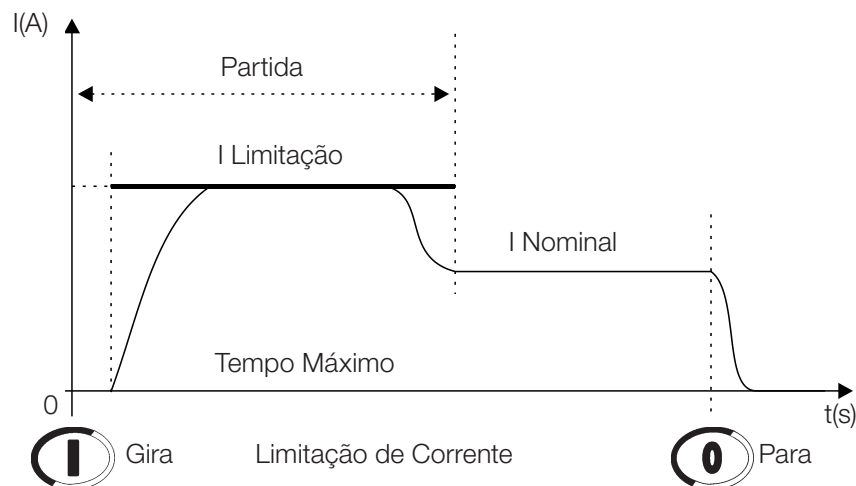 I(A)
Partida
I Limitação
I Nominal
Tempo Máximo
0
t(s)
I Gira
Limitação de Corrente
0 Para